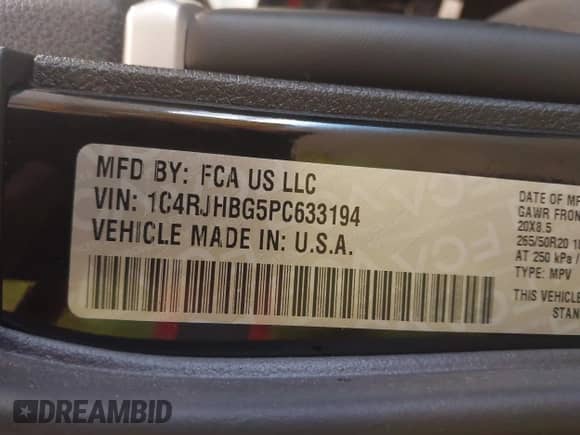 MFD BY: FCA US LLC
VIN: 1C4RJHBG5PC633194
VEHICLE MADE IN: U.S.A.
DATE OF MF
GAWR FRON
20X8.5
265/50R20 1
AT 250 kPa /
TYPE: MPV
THIS VEHICLE
STAN
DREAMBID